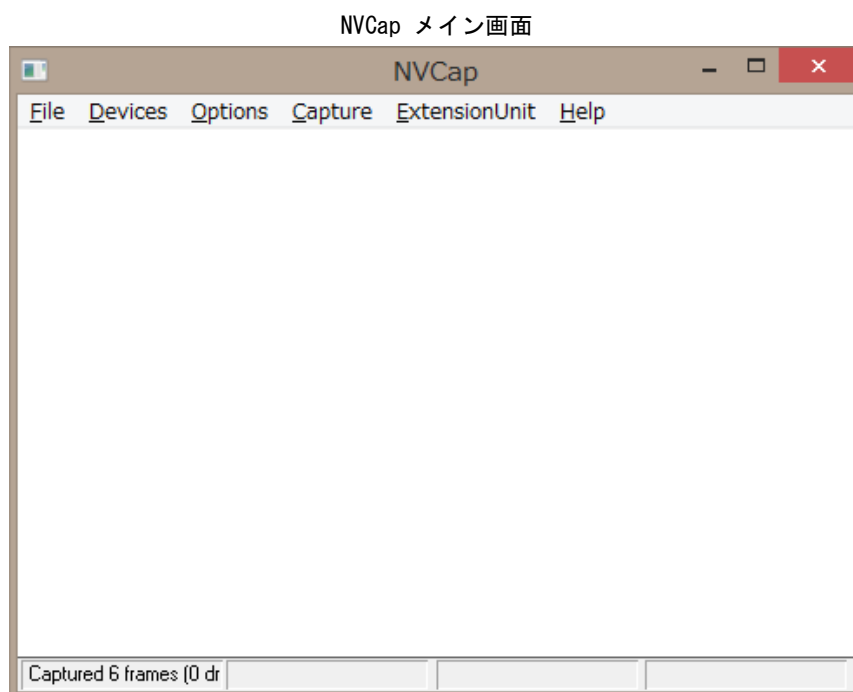 NVCap メイン画面
NVCap
File Devices Options Capture ExtensionUnit Help
Captured 6 frames (0 dr